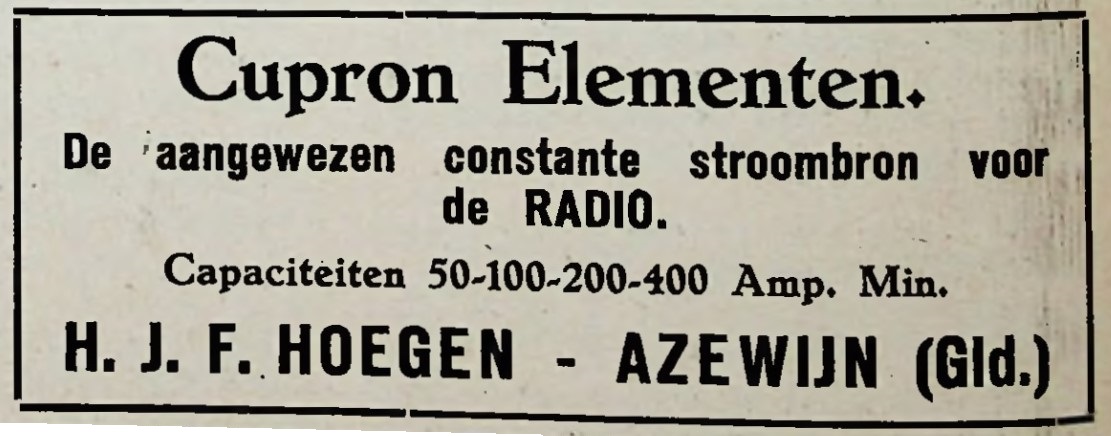 Cupron Elementen.
De aangewezen constante stroombron voor
de RADIO.
Capaciteiten 50-100-200-400 Amp. Min.
H. J. F. HOEGEN - AZEWIJN (Gld.)